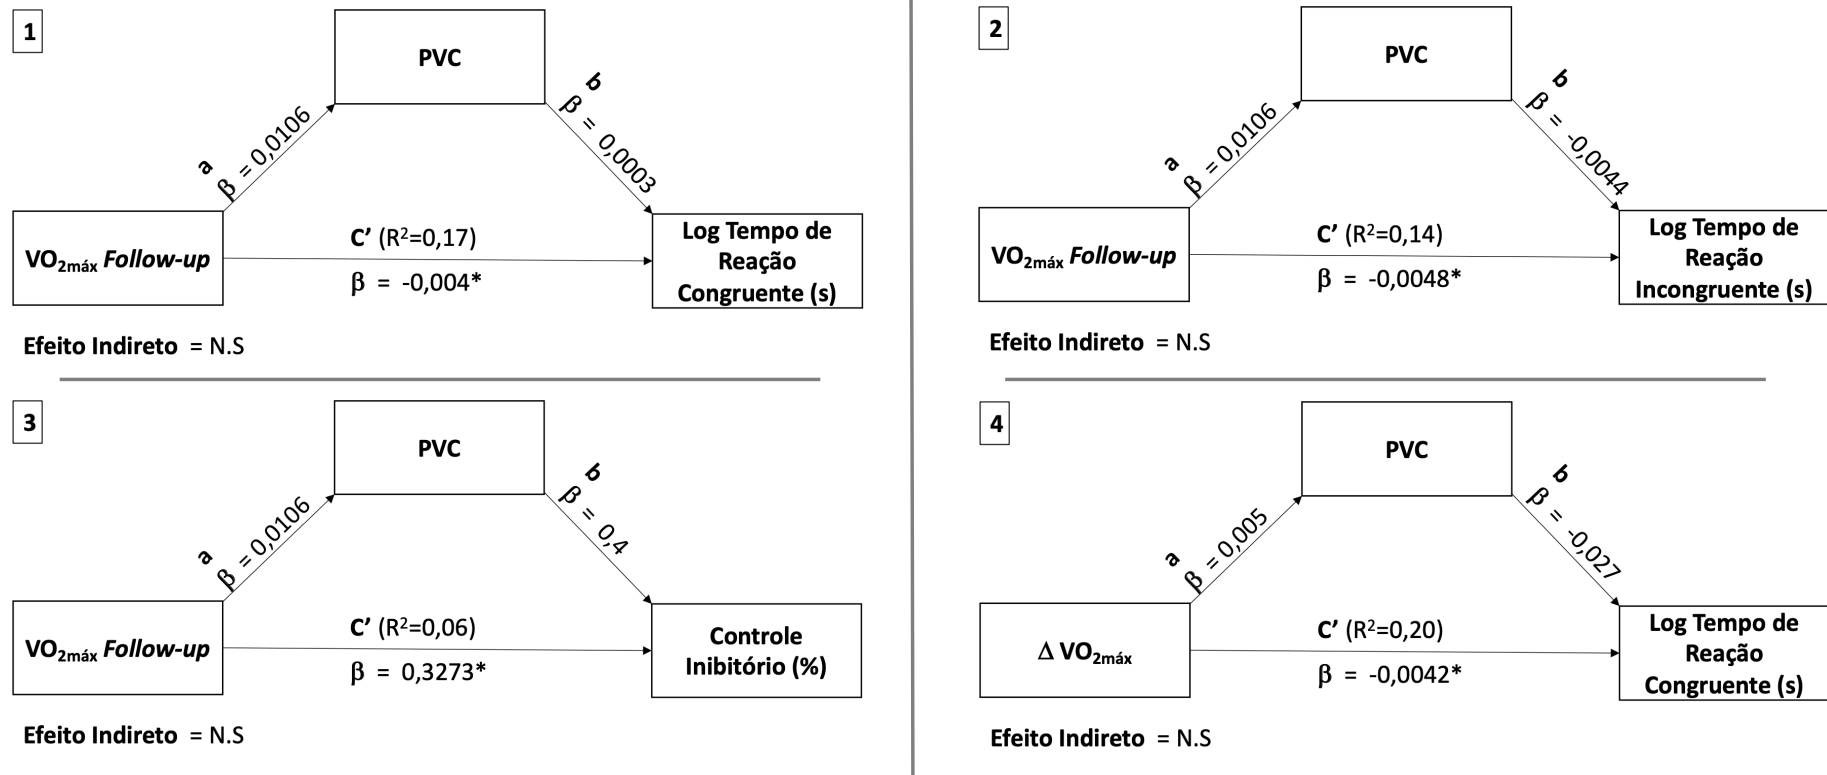 1
PVC
a
β = 0,0106
b
β = 0,0003
VO2máx Follow-up
C’ (R2=0,17)
β = -0,004*
Log Tempo de
Reação
Congruente (s)
Efeito Indireto = N.S
2
PVC
a
β = 0,0106
b
β = -0,0044
VO2máx Follow-up
C’ (R2=0,14)
β = -0,0048*
Log Tempo de
Reação
Incongruente (s)
Efeito Indireto = N.S
3
PVC
a
β = 0,0106
b
β = 0,4
VO2máx Follow-up
C’ (R2=0,06)
β = 0,3273*
Controle
Inibitório (%)
Efeito Indireto = N.S
4
PVC
a
β = 0,005
b
β = -0,027
Δ VO2máx
C’ (R2=0,20)
β = -0,0042*
Log Tempo de
Reação
Congruente (s)
Efeito Indireto = N.S